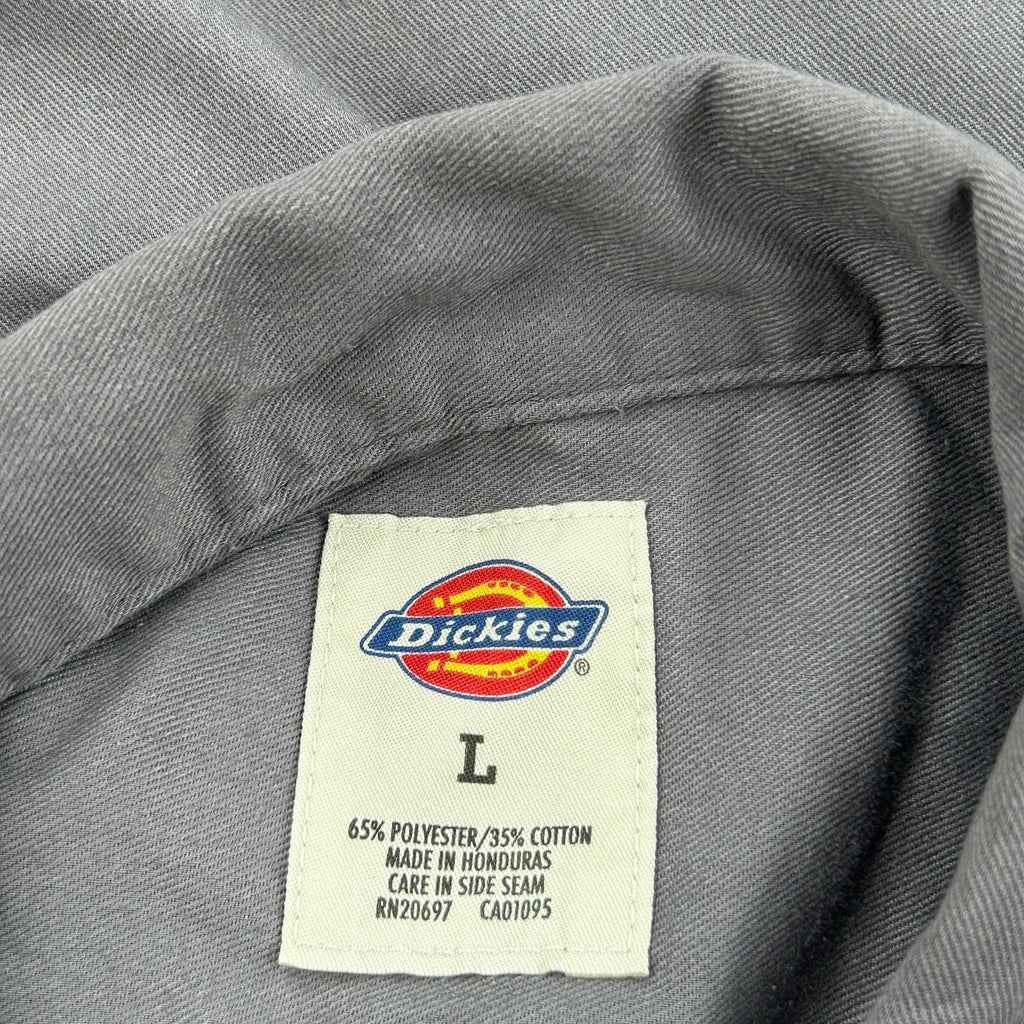 Dickies
®
L
65% POLYESTER/35% COTTON
MADE IN HONDURAS
CARE IN SIDE SEAM
RN20697 CA01095